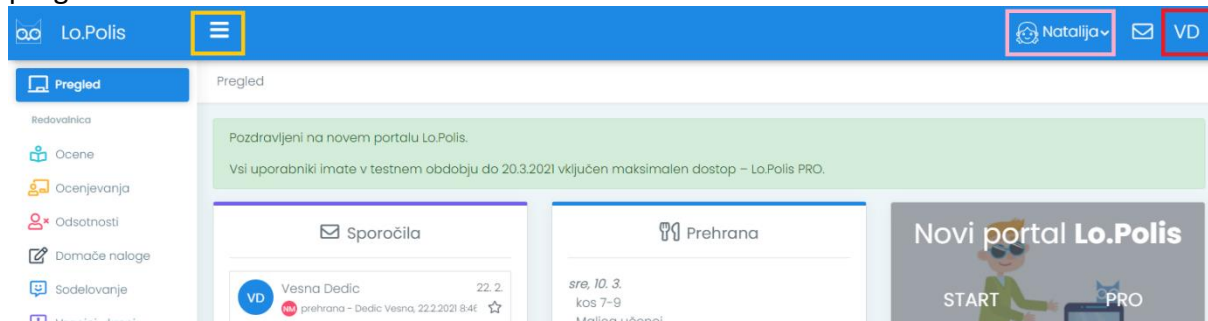 Lo.Polis
Natalija
VD
Pregled
Pregled
Redovalnica
Ocene
Ocenjevanja
Odsotnosti
Domače naloge
Sodelovanje
Pozdravljeni na novem portalu Lo.Polis.
Vsi uporabniki imate v testnem obdobju do 20.3.2021 vključen maksimalen dostop – Lo.Polis PRO.
Sporočila
VD
Vesna Dedic
22. 2.
NM prehrana - Dedic Vesna, 22.2.2021 8:46
Prehrana
sre, 10. 3.
kos 7-9
Malica učenci
Novi portal Lo.Polis
START PRO